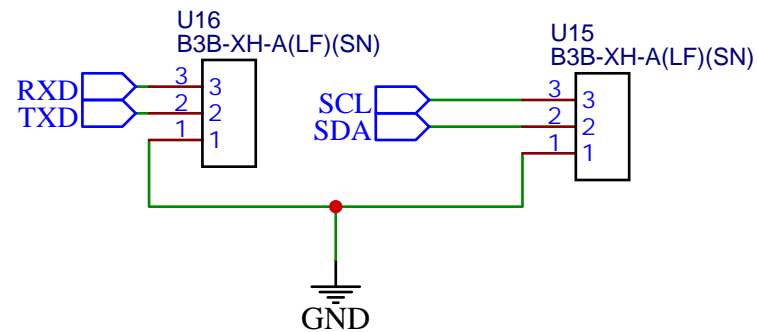 U16
B3B-XH-A(LF)(SN)
RXD 3 3
TXD 2 2
1 1
U15
B3B-XH-A(LF)(SN)
SCL 3 3
SDA 2 2
1 1
GND